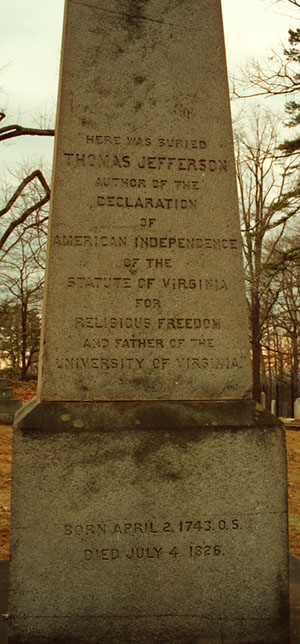 HERE WAS BURIED
THOMAS JEFFERSON
AUTHOR OF THE
DECLARATION
OF
AMERICAN INDEPENDENCE
OF THE
STATUTE OF VIRGINIA
FOR
RELIGIOUS FREEDOM
AND FATHER OF THE
UNIVERSITY OF VIRGINIA.
BORN APRIL 2, 1743, O.S.
DIED JULY 4, 1826.